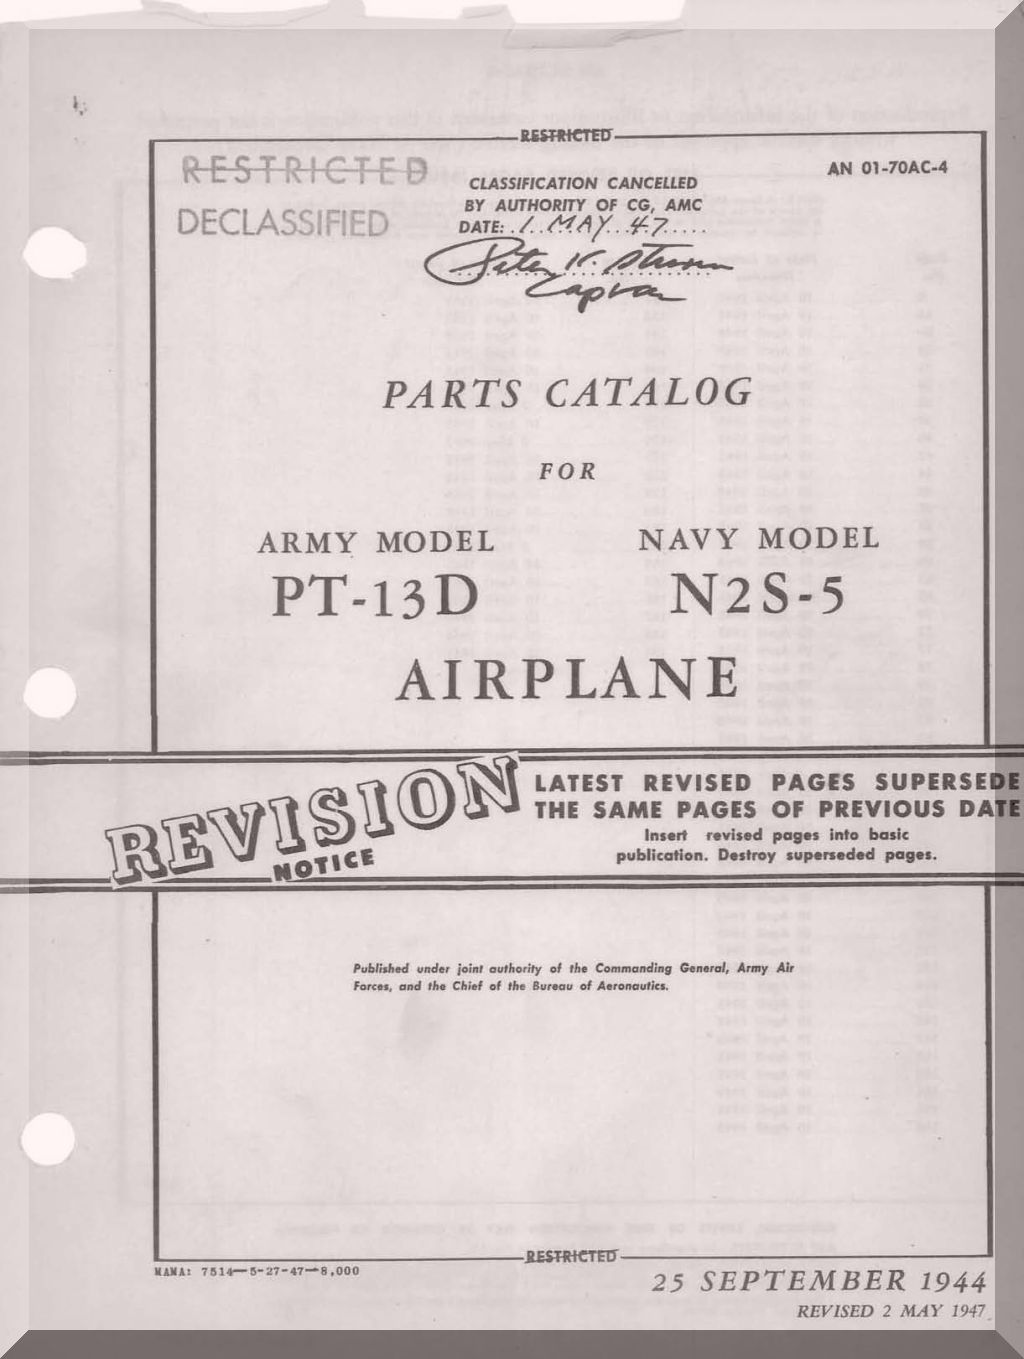 RESTRICTED
RESTRICTED
DECLASSIFIED
CLASSIFICATION CANCELLED
BY AUTHORITY OF CG, AMC
DATE: 1 MAY 47
AN 01-70AC-4
PARTS CATALOG
FOR
ARMY MODEL
PT-13D
NAVY MODEL
N2S-5
AIRPLANE
REVISION
NOTICE
LATEST REVISED PAGES SUPERSEDE
THE SAME PAGES OF PREVIOUS DATE
Insert revised pages into basic
publication. Destroy superseded pages.
Published under joint authority of the Commanding General, Army Air
Forces, and the Chief of the Bureau of Aeronautics.
RESTRICTED
MAMA: 7514—5-27-47—8,000
25 SEPTEMBER 1944
REVISED 2 MAY 1947